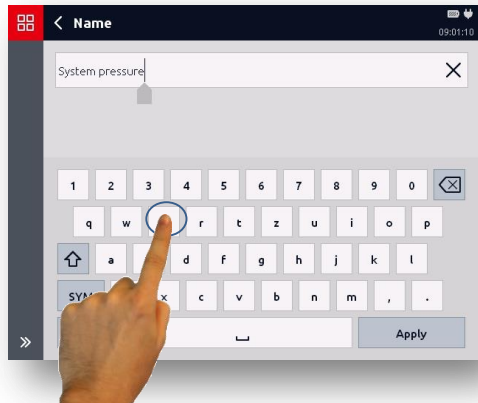 Name
09:01:10
System pressure
1 2 3 4 5 6 7 8 9 0
q w r t z u i o p
a d f g h j k l
SYM x c v b n m , .
Apply